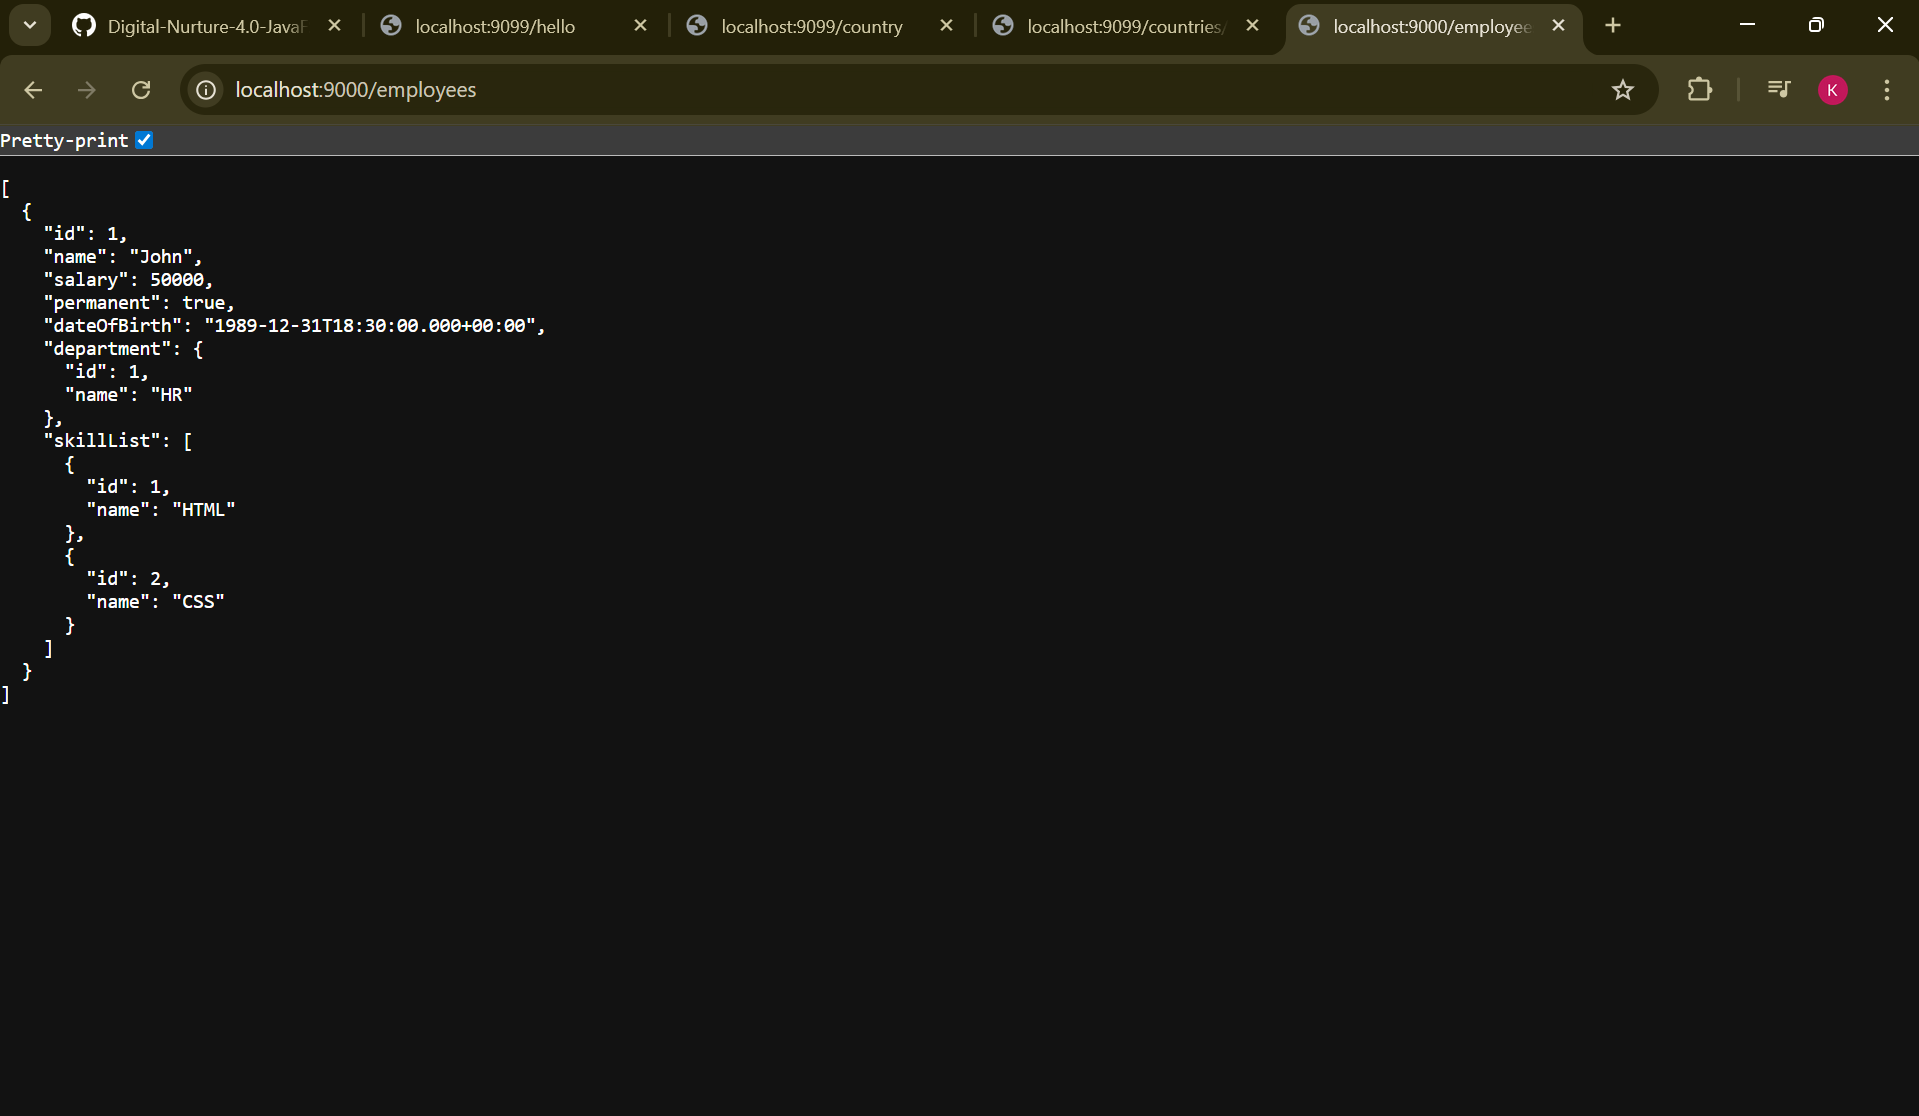 Digital-Nurture-4.0-JavaF
localhost:9099/hello
localhost:9099/country
localhost:9099/countries/
localhost:9000/employee
localhost:9000/employees
K
Pretty-print
[
  {
    "id": 1,
    "name": "John",
    "salary": 50000,
    "permanent": true,
    "dateOfBirth": "1989-12-31T18:30:00.000+00:00",
    "department": {
      "id": 1,
      "name": "HR"
    },
    "skillList": [
      {
        "id": 1,
        "name": "HTML"
      },
      {
        "id": 2,
        "name": "CSS"
      }
    ]
  }
]